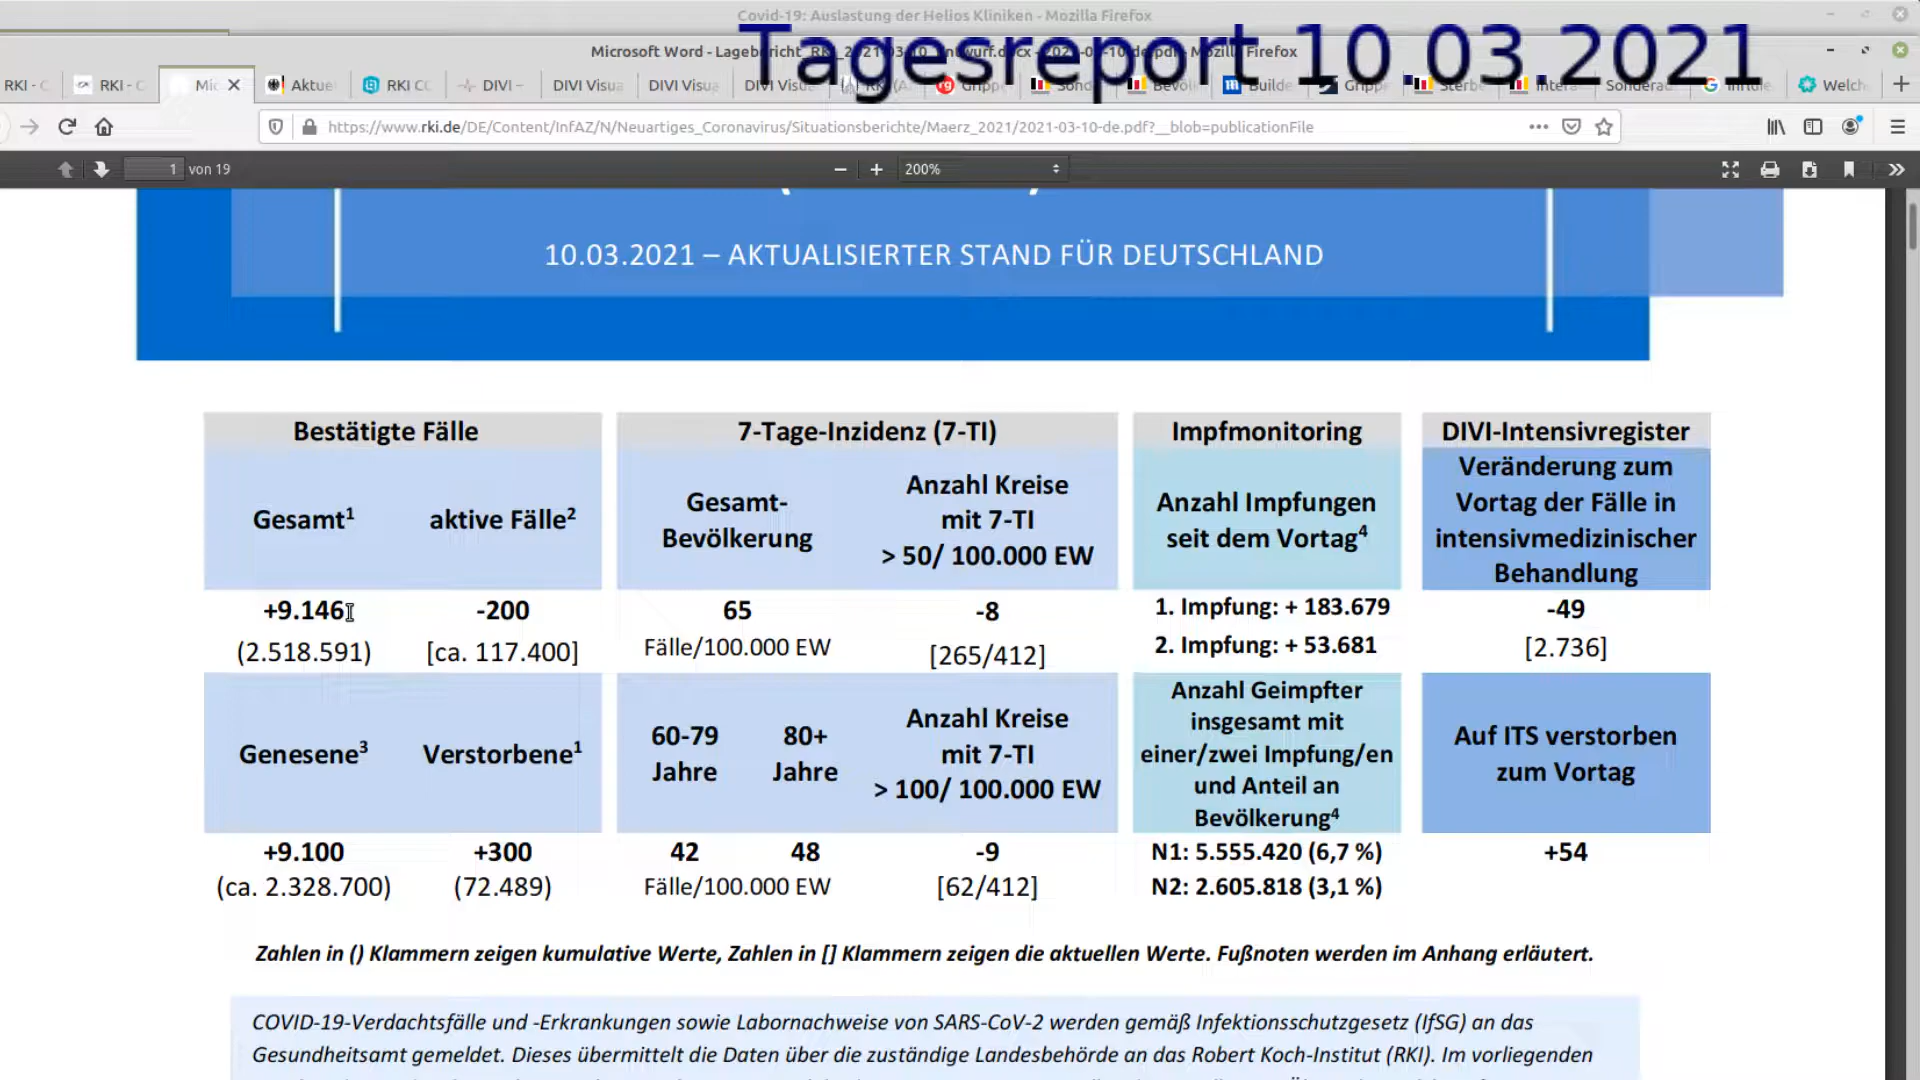 Covid-19: Auslastung der Helios Kliniken - Mozilla Firefox
Tagesreport 10 03 2021
RKI - C
RKI - C
Mic
Aktue
RKI CO
DIVI –
DIVI Visua
DIVI Visua
Welch
https://www.rki.de/DE/Content/InfAZ/N/Neuartiges_Coronavirus/Situationsberichte/Maerz_2021/2021-03-10-de.pdf?__blob=publicationFile
1 von 19
200%
10.03.2021 – AKTUALISIERTER STAND FÜR DEUTSCHLAND
Bestätigte Fälle
7-Tage-Inzidenz (7-TI)
Impfmonitoring
DIVI-Intensivregister
Gesamt¹
aktive Fälle²
Gesamt-
Bevölkerung
Anzahl Kreise
mit 7-TI
> 50/ 100.000 EW
Anzahl Impfungen
seit dem Vortag⁴
Veränderung zum
Vortag der Fälle in
intensivmedizinischer
Behandlung
+9.146
(2.518.591)
-200
[ca. 117.400]
65
Fälle/100.000 EW
-8
[265/412]
1. Impfung: + 183.679
2. Impfung: + 53.681
-49
[2.736]
Genesene³
Verstorbene¹
60-79
Jahre
80+
Jahre
Anzahl Kreise
mit 7-TI
> 100/ 100.000 EW
Anzahl Geimpfter
insgesamt mit
einer/zwei Impfung/en
und Anteil an
Bevölkerung⁴
Auf ITS verstorben
zum Vortag
+9.100
(ca. 2.328.700)
+300
(72.489)
42
48
Fälle/100.000 EW
-9
[62/412]
N1: 5.555.420 (6,7 %)
N2: 2.605.818 (3,1 %)
+54
Zahlen in () Klammern zeigen kumulative Werte, Zahlen in [] Klammern zeigen die aktuellen Werte. Fußnoten werden im Anhang erläutert.
COVID-19-Verdachtsfälle und -Erkrankungen sowie Labornachweise von SARS-CoV-2 werden gemäß Infektionsschutzgesetz (IfSG) an das
Gesundheitsamt gemeldet. Dieses übermittelt die Daten über die zuständige Landesbehörde an das Robert Koch-Institut (RKI). Im vorliegenden